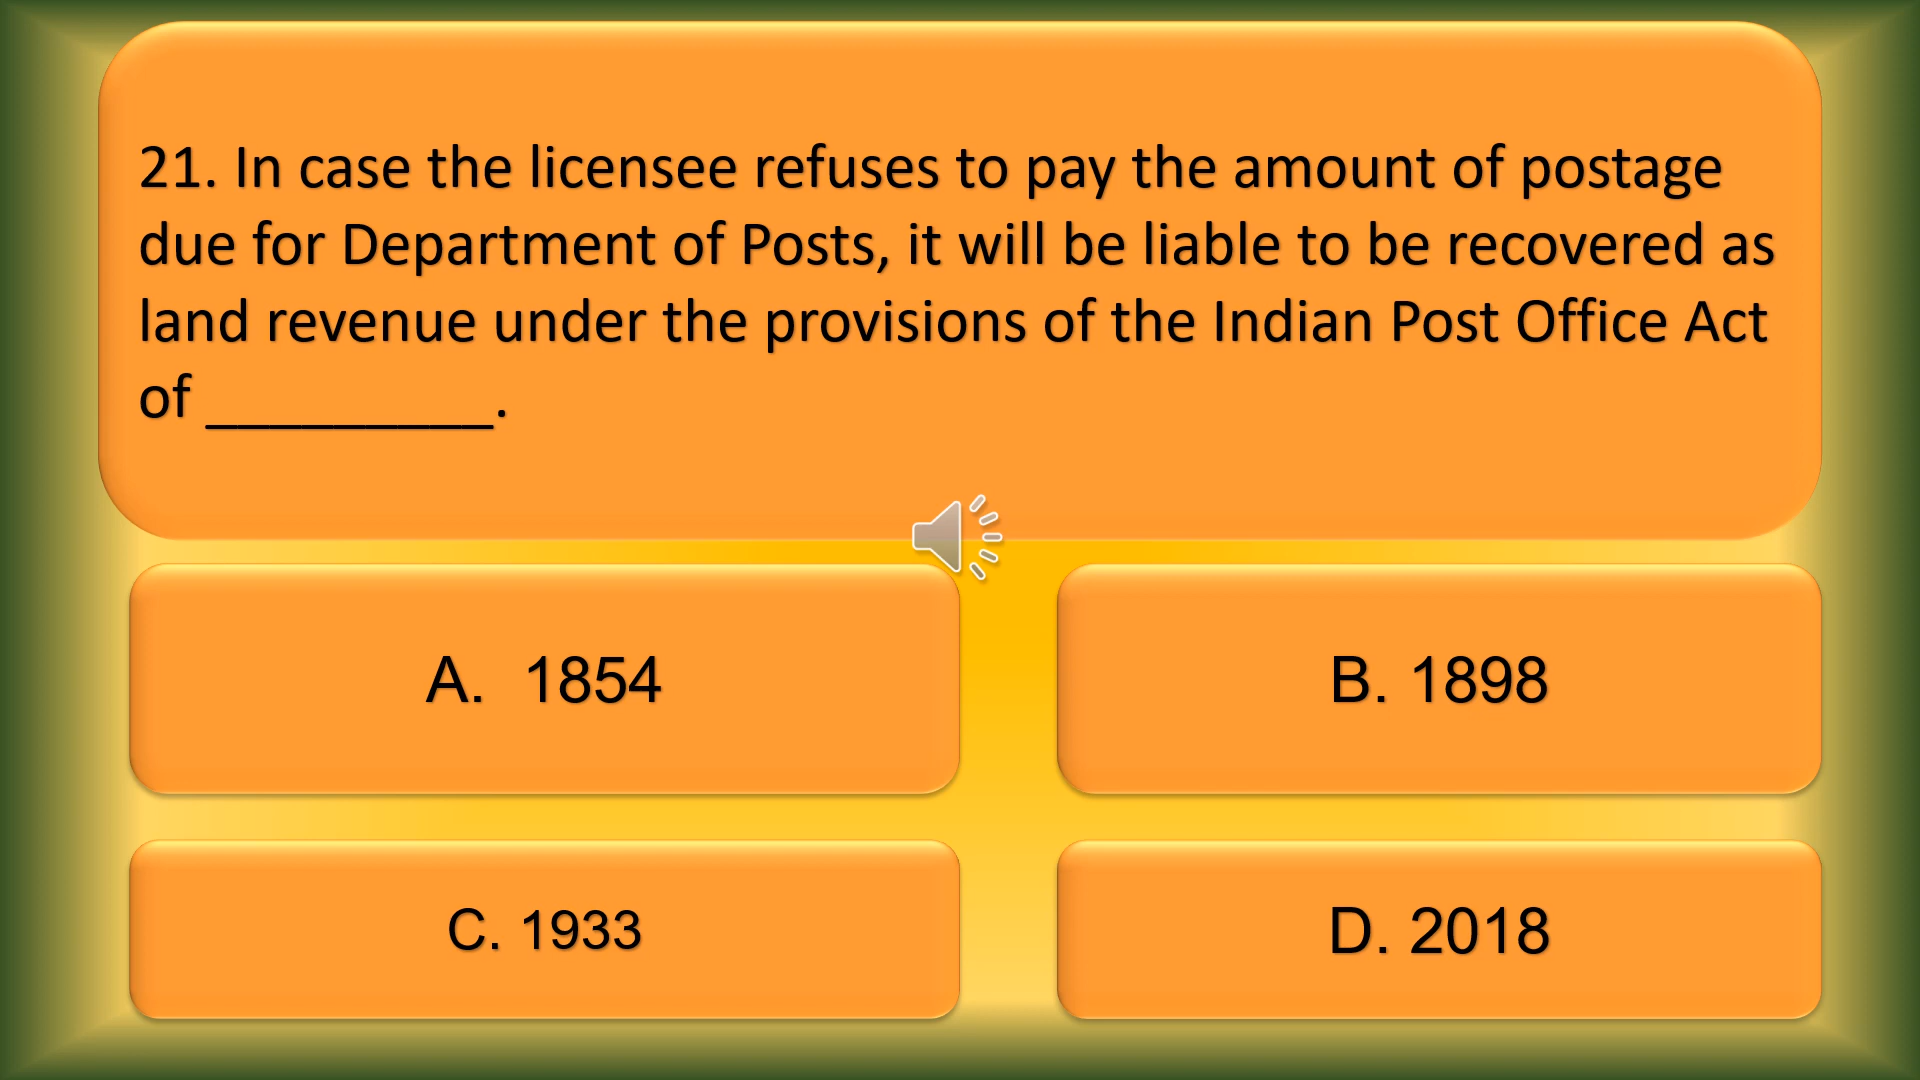 21. In case the licensee refuses to pay the amount of postage
due for Department of Posts, it will be liable to be recovered as
land revenue under the provisions of the Indian Post Office Act
of _________.
A.  1854
B. 1898
C. 1933
D. 2018